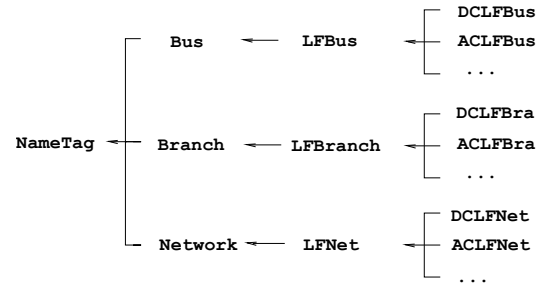 DCLFBus
Bus LFBus ACLFBus
...
DCLFBra
NameTag Branch LFBranch ACLFBra
...
DCLFNet
Network LFNet ACLFNet
...